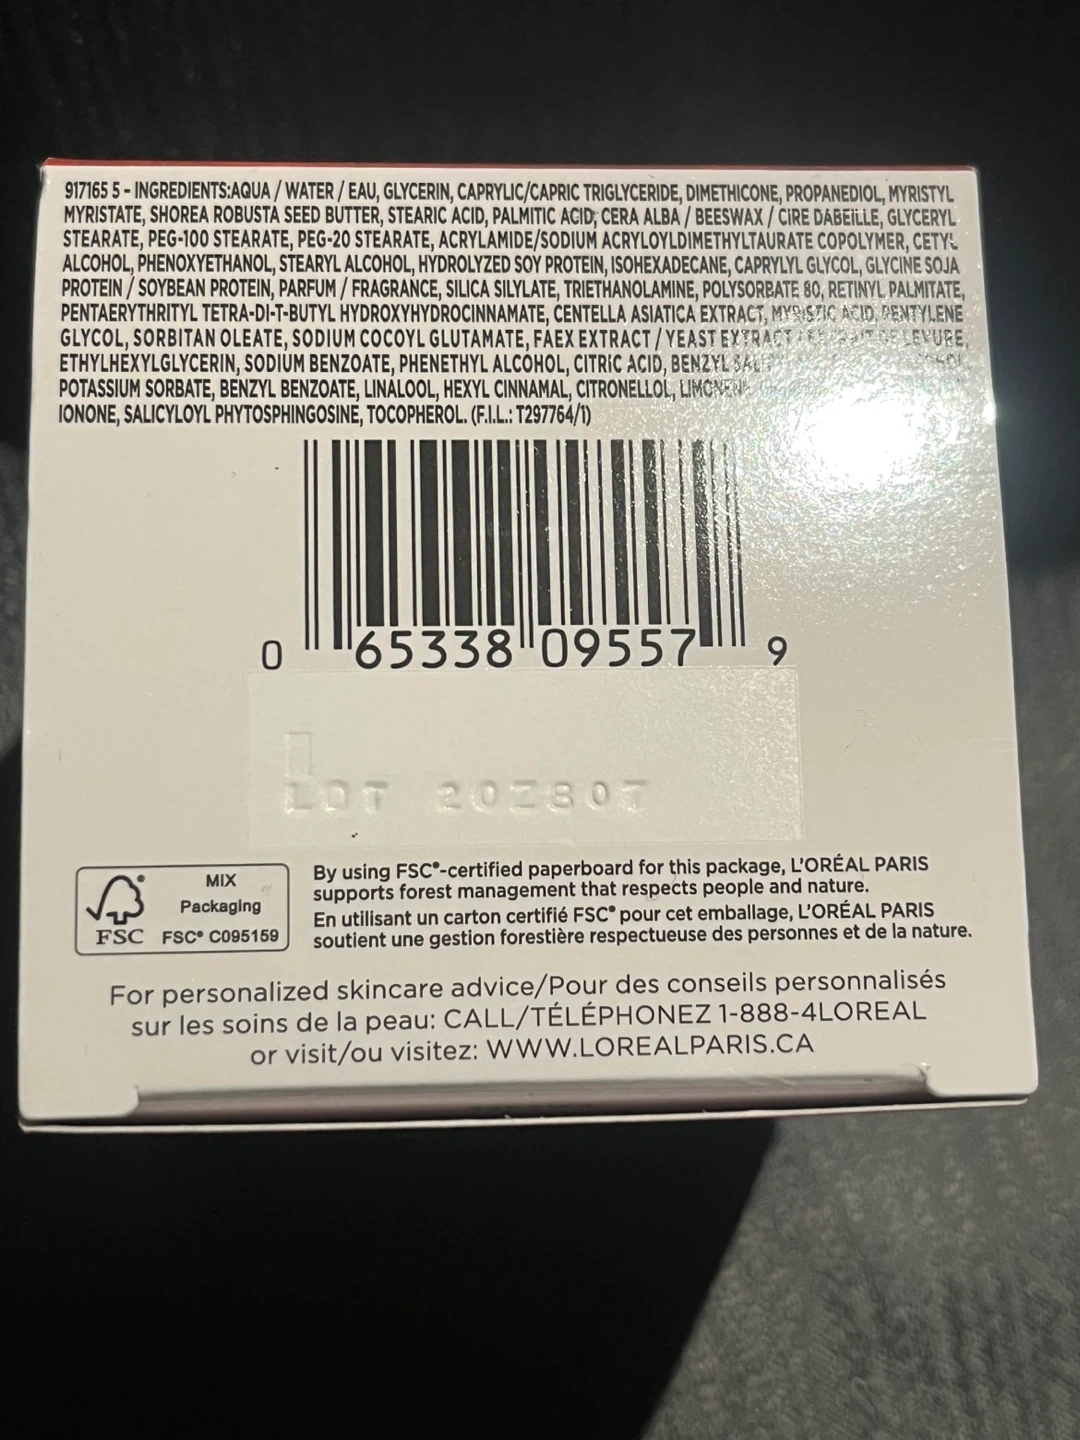 917165 5 - INGREDIENTS:AQUA / WATER / EAU, GLYCERIN, CAPRYLIC/CAPRIC TRIGLYCERIDE, DIMETHICONE, PROPANEDIOL, MYRISTYL
MYRISTATE, SHOREA ROBUSTA SEED BUTTER, STEARIC ACID, PALMITIC ACID, CERA ALBA / BEESWAX / CIRE DABEILLE, GLYCERYL
STEARATE, PEG-100 STEARATE, PEG-20 STEARATE, ACRYLAMIDE/SODIUM ACRYLOYLDIMETHYLTAURATE COPOLYMER, CETYL
ALCOHOL, PHENOXYETHANOL, STEARYL ALCOHOL, HYDROLYZED SOY PROTEIN, ISOHEXADECANE, CAPRYLYL GLYCOL, GLYCINE SOJA
PROTEIN / SOYBEAN PROTEIN, PARFUM / FRAGRANCE, SILICA SILYLATE, TRIETHANOLAMINE, POLYSORBATE 80, RETINYL PALMITATE,
PENTAERYTHRITYL TETRA-DI-T-BUTYL HYDROXYHYDROCINNAMATE, CENTELLA ASIATICA EXTRACT, MYRISTIC ACID, PENTYLENE
GLYCOL, SORBITAN OLEATE, SODIUM COCOYL GLUTAMATE, FAEX EXTRACT / YEAST EXTRACT / EXTRAIT DE LEVURE,
ETHYLHEXYLGLYCERIN, SODIUM BENZOATE, PHENETHYL ALCOHOL, CITRIC ACID, BENZYL
POTASSIUM SORBATE, BENZYL BENZOATE, LINALOOL, HEXYL CINNAMAL, CITRONELLOL, LIMONENE
IONONE, SALICYLOYL PHYTOSPHINGOSINE, TOCOPHEROL. (F.I.L.: T297764/1)
0 65338 09557 9
LOT 20Z807
MIX
Packaging
FSC FSC® C095159
By using FSC®-certified paperboard for this package, L'ORÉAL PARIS
supports forest management that respects people and nature.
En utilisant un carton certifié FSC® pour cet emballage, L'ORÉAL PARIS
soutient une gestion forestière respectueuse des personnes et de la nature.
For personalized skincare advice/Pour des conseils personnalisés
sur les soins de la peau: CALL/TÉLÉPHONEZ 1-888-4LOREAL
or visit/ou visitez: WWW.LOREALPARIS.CA